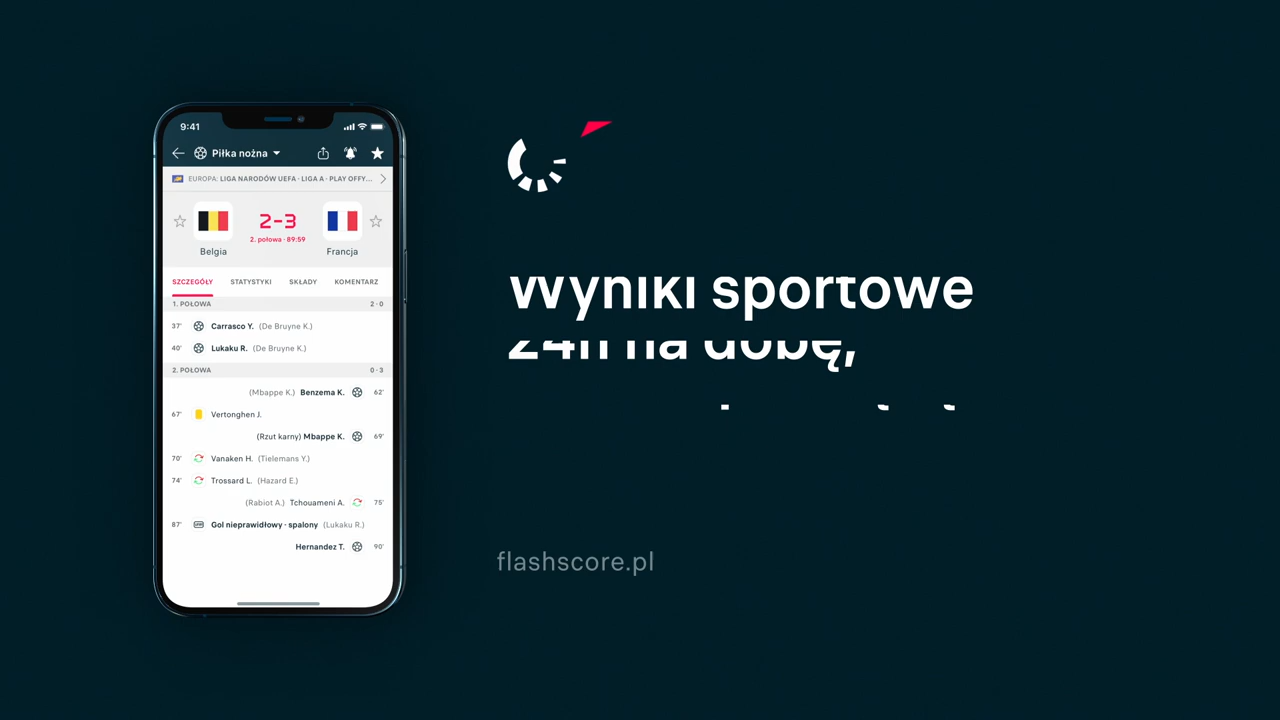 9:41
Piłka nożna
EUROPA: LIGA NARODÓW UEFA - LIGA A - PLAY OFFY...
2-3
2. połowa · 89:59
Belgia
Francja
SZCZEGÓŁY STATYSTYKI SKŁADY KOMENTARZ
1. POŁOWA 2 - 0
37' Carrasco Y. (De Bruyne K.)
40' Lukaku R. (De Bruyne K.)
2. POŁOWA 0 - 3
(Mbappe K.) Benzema K. 62'
67' Vertonghen J.
(Rzut karny) Mbappe K. 69'
70' Vanaken H. (Tielemans Y.)
74' Trossard L. (Hazard E.)
(Rabiot A.) Tchouameni A. 75'
87' Gol nieprawidłowy - spalony (Lukaku R.)
Hernandez T. 90'
Wyniki sportowe
24h na dobę,
flashscore.pl